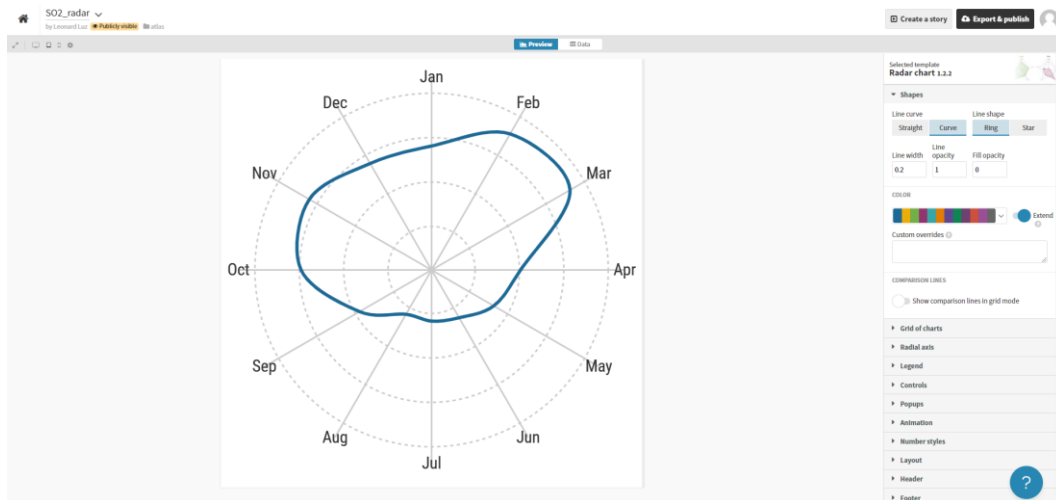 SO2_radar
by Leonard Luz Publicly visible atlas
Create a story
Export & publish
Preview
Data
Jan
Feb
Mar
Apr
May
Jun
Jul
Aug
Sep
Oct
Nov
Dec
Selected template
Radar chart 1.2.2
Shapes
Line curve
Straight Curve
Line shape
Ring Star
Line width
0.2
Line opacity
1
Fill opacity
0
COLOR
Extend
Custom overrides
COMPARISON LINES
Show comparison lines in grid mode
Grid of charts
Radial axis
Legend
Controls
Popups
Animation
Number styles
Layout
Header
Footer
?